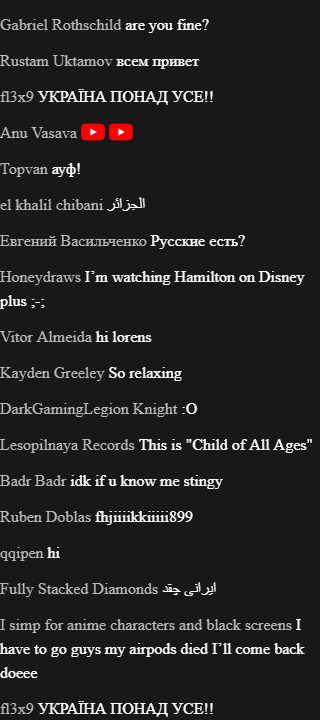 Gabriel Rothschild are you fine?
Rustam Uktamov всем привет
fl3x9 УКРАЇНА ПОНАД УСЕ!!
Anu Vasava
Topvan ауф!
el khalil chibani الجزائر
Евгений Васильченко Русские есть?
Honeydraws I’m watching Hamilton on Disney
plus ;-;
Vitor Almeida hi lorens
Kayden Greeley So relaxing
DarkGamingLegion Knight :O
Lesopilnaya Records This is "Child of All Ages"
Badr Badr idk if u know me stingy
Ruben Doblas fhjiiiikkiiiii899
qqipen hi
Fully Stacked Diamonds ایرانی چقد
I simp for anime characters and black screens I
have to go guys my airpods died I’ll come back
doeee
fl3x9 УКРАЇНА ПОНАД УСЕ!!